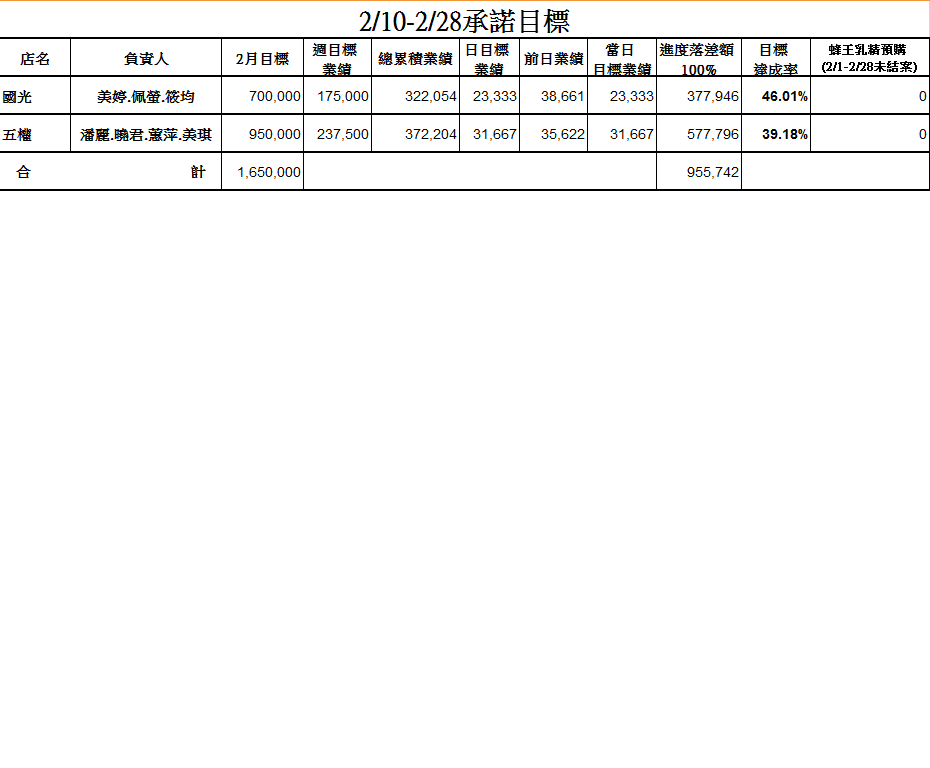 2/10-2/28承諾目標
店名 負責人 2月目標 週目標業績 總累積業績 日目標業績 前日業績 當日目標業績 進度落差額100% 目標達成率 蜂王乳精預購(2/1-2/28未結案)
國光 美婷.佩螢.筱均 700,000 175,000 322,054 23,333 38,661 23,333 377,946 46.01% 0
五權 潘麗.曉君.蕙萍.美琪 950,000 237,500 372,204 31,667 35,622 31,667 577,796 39.18% 0
合計 1,650,000 955,742